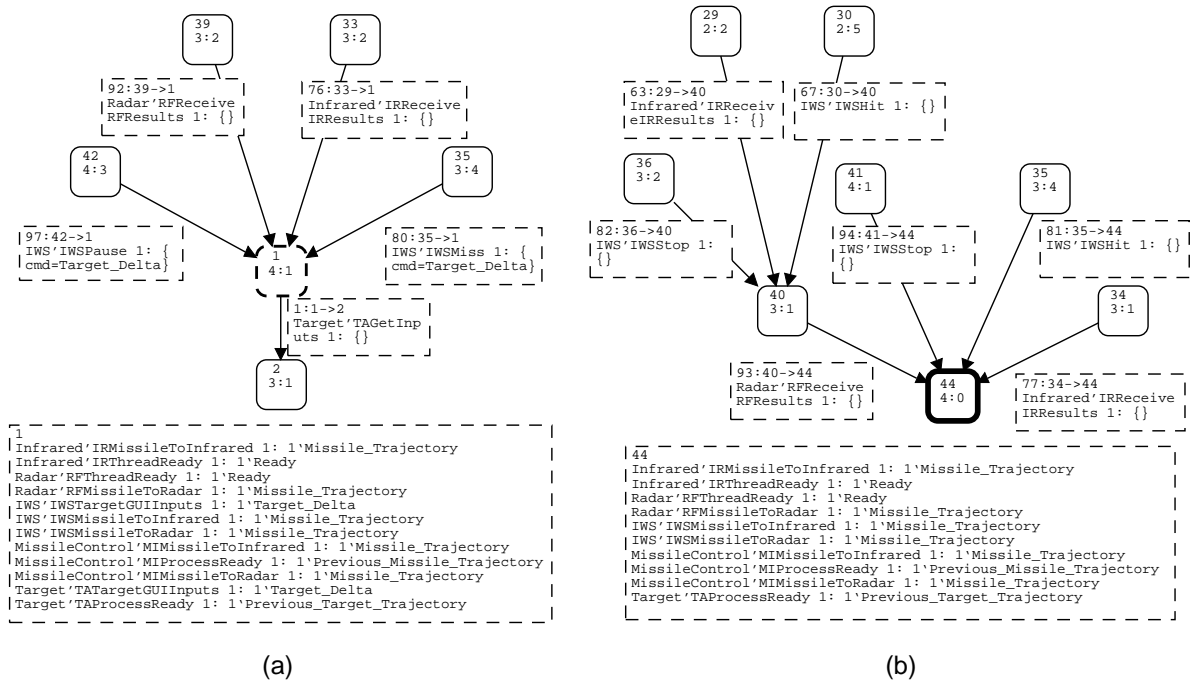 39
3:2
33
3:2
92:39->1
Radar'RFReceive
RFResults 1: {}
76:33->1
Infrared'IRReceive
IRResults 1: {}
42
4:3
35
3:4
97:42->1
IWS'IWSPause 1: {
cmd=Target_Delta}
80:35->1
IWS'IWSMiss 1: {
cmd=Target_Delta}
1
4:1
1:1->2
Target'TAGetInp
uts 1: {}
2
3:1
1
Infrared'IRMissileToInfrared 1: 1`Missile_Trajectory
Infrared'IRThreadReady 1: 1`Ready
Radar'RFThreadReady 1: 1`Ready
Radar'RFMissileToRadar 1: 1`Missile_Trajectory
IWS'IWSTargetGUIInputs 1: 1`Target_Delta
IWS'IWSMissileToInfrared 1: 1`Missile_Trajectory
IWS'IWSMissileToRadar 1: 1`Missile_Trajectory
MissileControl'MIMissileToInfrared 1: 1`Missile_Trajectory
MissileControl'MIProcessReady 1: 1`Previous_Missile_Trajectory
MissileControl'MIMissileToRadar 1: 1`Missile_Trajectory
Target'TATargetGUIInputs 1: 1`Target_Delta
Target'TAProcessReady 1: 1`Previous_Target_Trajectory
(a)
29
2:2
30
2:5
63:29->40
Infrared'IRReceiv
eIRResults 1: {}
67:30->40
IWS'IWSHit 1: {}
36
3:2
41
4:1
35
3:4
82:36->40
IWS'IWSStop 1:
{}
94:41->44
IWS'IWSStop 1:
{}
81:35->44
IWS'IWSHit 1: {}
40
3:1
34
3:1
93:40->44
Radar'RFReceive
RFResults 1: {}
44
4:0
77:34->44
Infrared'IRReceive
IRResults 1: {}
44
Infrared'IRMissileToInfrared 1: 1`Missile_Trajectory
Infrared'IRThreadReady 1: 1`Ready
Radar'RFThreadReady 1: 1`Ready
Radar'RFMissileToRadar 1: 1`Missile_Trajectory
IWS'IWSMissileToInfrared 1: 1`Missile_Trajectory
IWS'IWSMissileToRadar 1: 1`Missile_Trajectory
MissileControl'MIMissileToInfrared 1: 1`Missile_Trajectory
MissileControl'MIProcessReady 1: 1`Previous_Missile_Trajectory
MissileControl'MIMissileToRadar 1: 1`Missile_Trajectory
Target'TAProcessReady 1: 1`Previous_Target_Trajectory
(b)